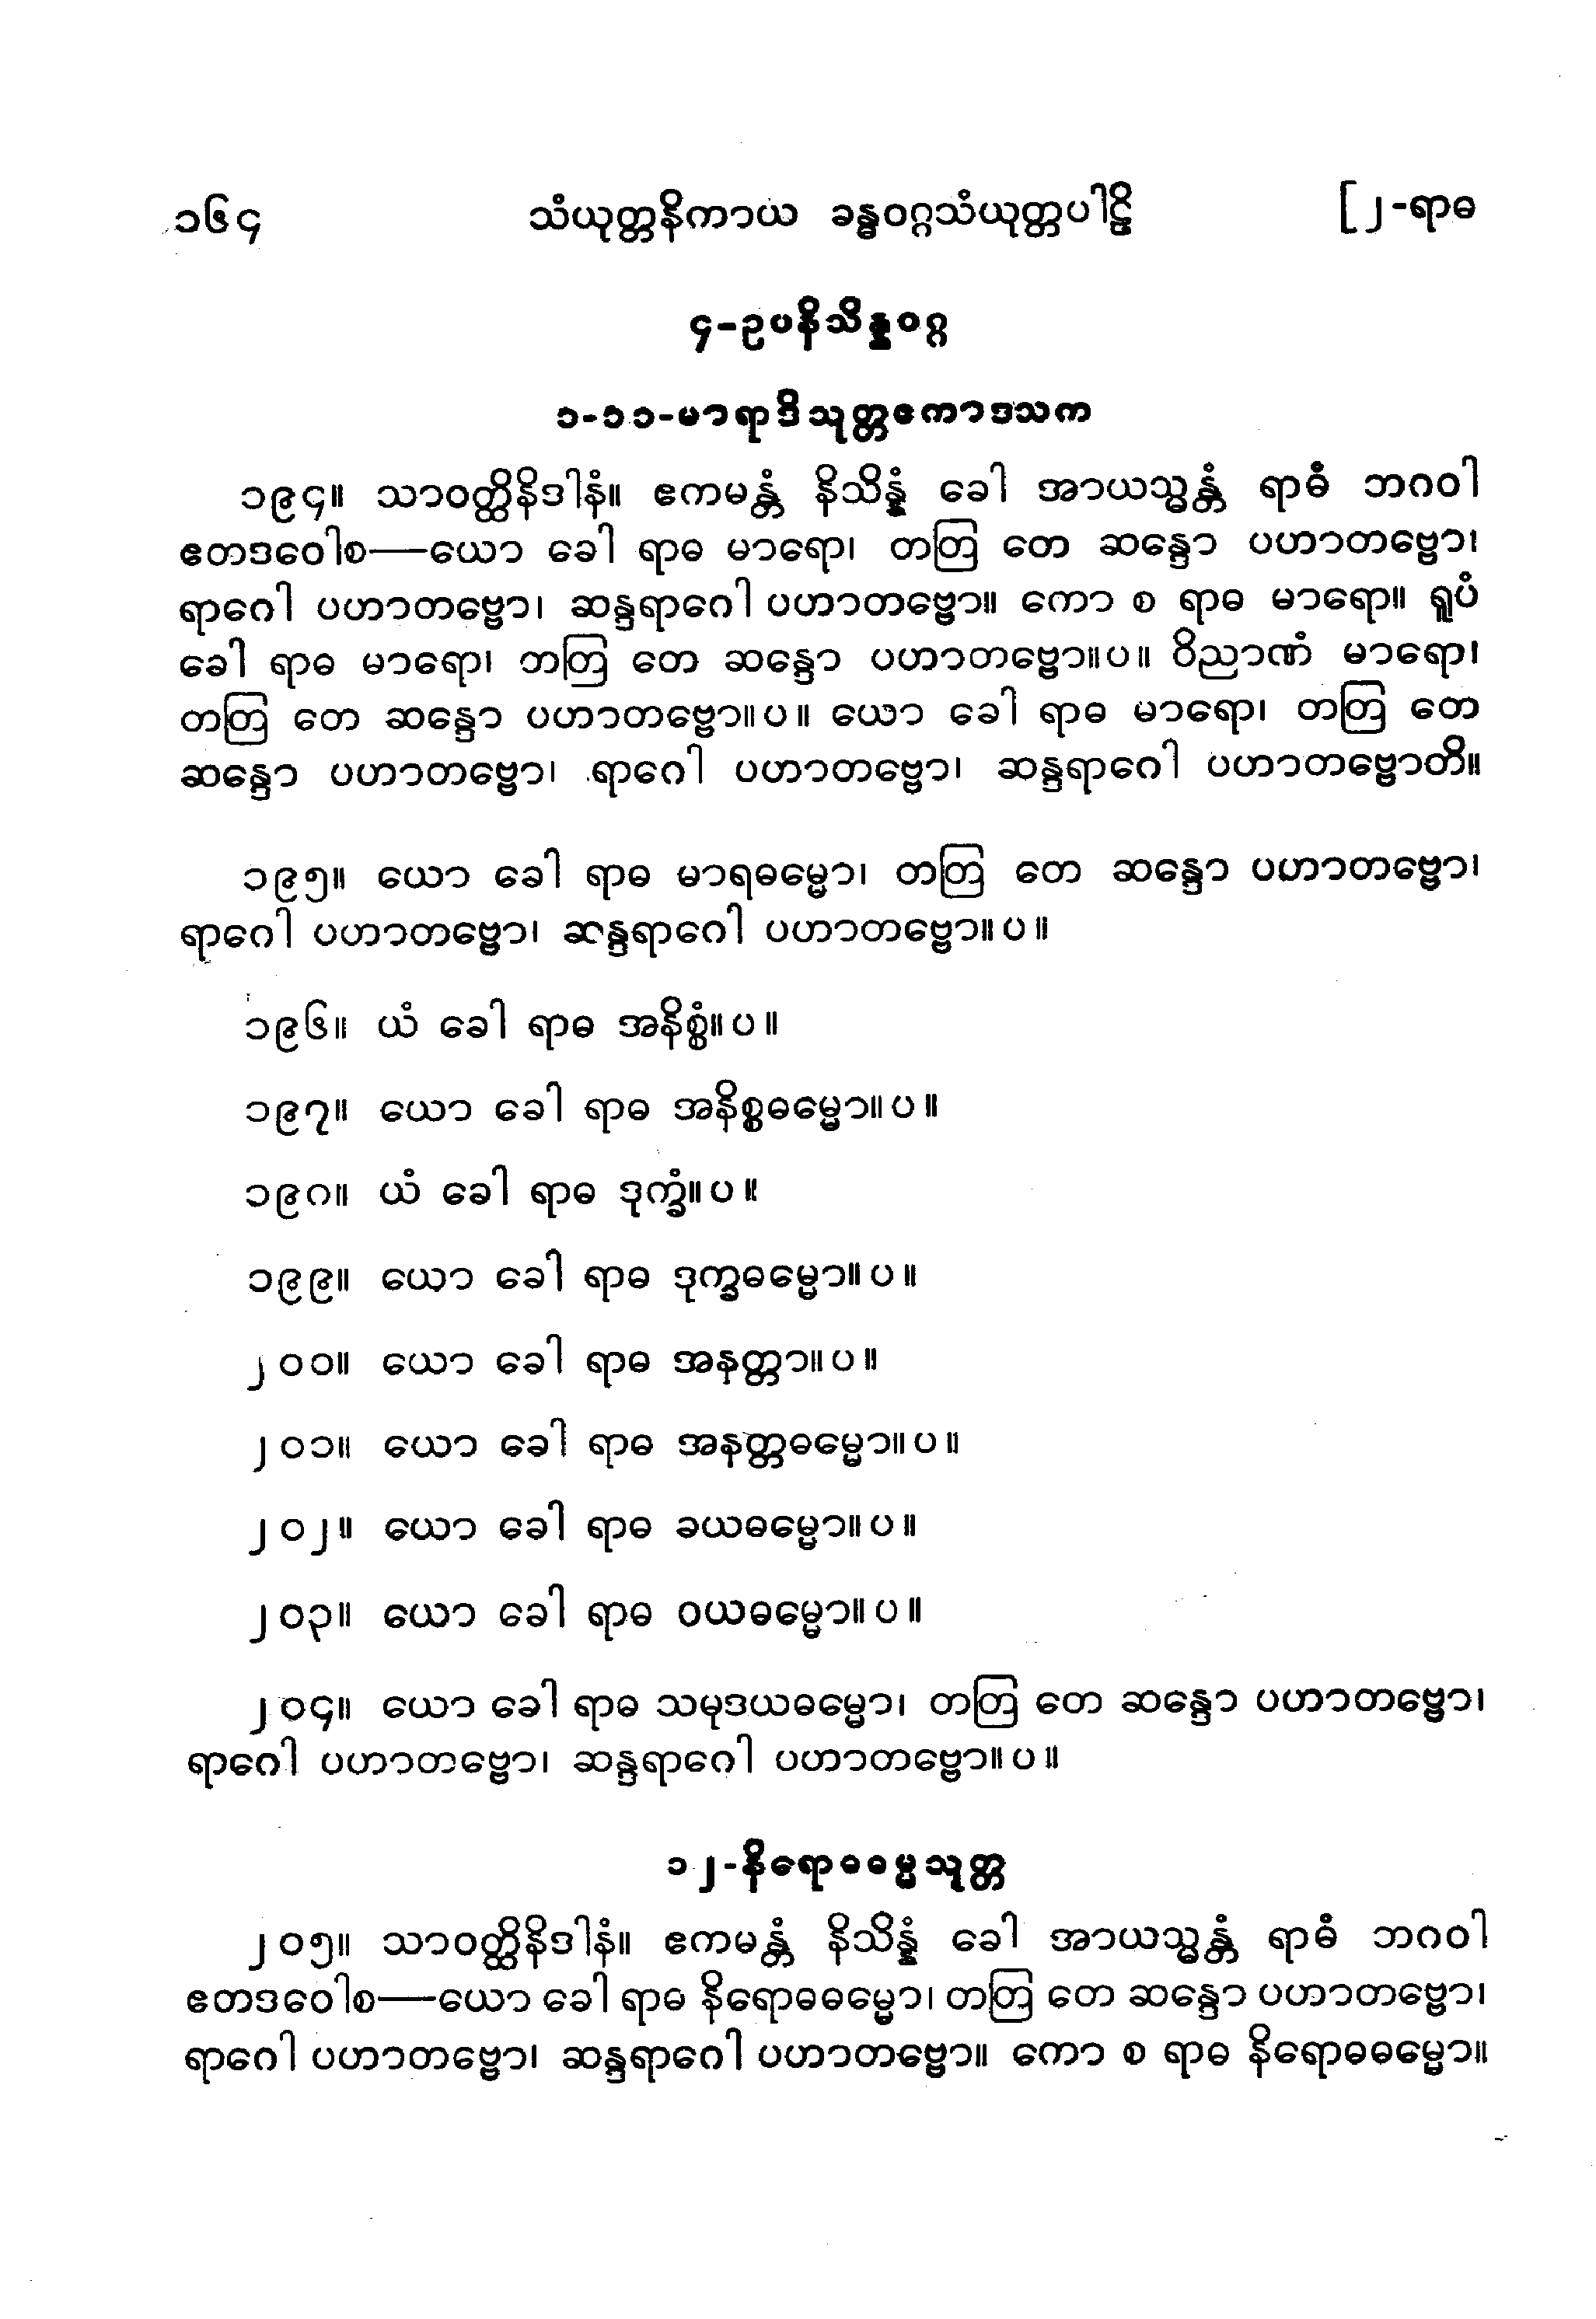 ၁၆၄ သံယုတ္တနိကာယ ခန္ဓဝဂ္ဂသံယုတ္တပါဠိ [၂-ရာဓ
၄-ဥပနိသိန္နဝဂ္ဂ
၁-၁၁-မာရာဒိသုတ္တဧကာဒသက
၁၉၄။ သာဝတ္ထိနိဒါနံ။ ဧကမန္တံ နိသိန္နံ ခေါ အာယသ္မန္တံ ရာဓံ ဘဂဝါ
ဧတဒဝေါစ—ယော ခေါ ရာဓ မာရော၊ တတြ တေ ဆန္ဒော ပဟာတဗ္ဗော၊
ရာဂေါ ပဟာတဗ္ဗော၊ ဆန္ဒရာဂေါ ပဟာတဗ္ဗော။ ကော စ ရာဓ မာရော။ ရူပံ
ခေါ ရာဓ မာရော၊ တတြ တေ ဆန္ဒော ပဟာတဗ္ဗော။ပ။ ဝိညာဏံ မာရော၊
တတြ တေ ဆန္ဒော ပဟာတဗ္ဗော။ပ။ ယော ခေါ ရာဓ မာရော၊ တတြ တေ
ဆန္ဒော ပဟာတဗ္ဗော၊ ရာဂေါ ပဟာတဗ္ဗော၊ ဆန္ဒရာဂေါ ပဟာတဗ္ဗောတိ။
၁၉၅။ ယော ခေါ ရာဓ မာရဓမ္မော၊ တတြ တေ ဆန္ဒော ပဟာတဗ္ဗော၊
ရာဂေါ ပဟာတဗ္ဗော၊ ဆန္ဒရာဂေါ ပဟာတဗ္ဗော။ပ။
၁၉၆။ ယံ ခေါ ရာဓ အနိစ္စံ။ပ။
၁၉၇။ ယော ခေါ ရာဓ အနိစ္စဓမ္မော။ပ။
၁၉၈။ ယံ ခေါ ရာဓ ဒုက္ခံ။ပ။
၁၉၉။ ယော ခေါ ရာဓ ဒုက္ခဓမ္မော။ပ။
၂၀၀။ ယော ခေါ ရာဓ အနတ္တာ။ပ။
၂၀၁။ ယော ခေါ ရာဓ အနတ္တဓမ္မော။ပ။
၂၀၂။ ယော ခေါ ရာဓ ခယဓမ္မော။ပ။
၂၀၃။ ယော ခေါ ရာဓ ဝယဓမ္မော။ပ။
၂၀၄။ ယော ခေါ ရာဓ သမုဒယဓမ္မော၊ တတြ တေ ဆန္ဒော ပဟာတဗ္ဗော၊
ရာဂေါ ပဟာတဗ္ဗော၊ ဆန္ဒရာဂေါ ပဟာတဗ္ဗော။ပ။
၁၂-နိရောဓဓမ္မသုတ္တ
၂၀၅။ သာဝတ္ထိနိဒါနံ။ ဧကမန္တံ နိသိန္နံ ခေါ အာယသ္မန္တံ ရာဓံ ဘဂဝါ
ဧတဒဝေါစ—ယော ခေါ ရာဓ နိရောဓဓမ္မော၊ တတြ တေ ဆန္ဒော ပဟာတဗ္ဗော၊
ရာဂေါ ပဟာတဗ္ဗော၊ ဆန္ဒရာဂေါ ပဟာတဗ္ဗော။ ကော စ ရာဓ နိရောဓဓမ္မော။